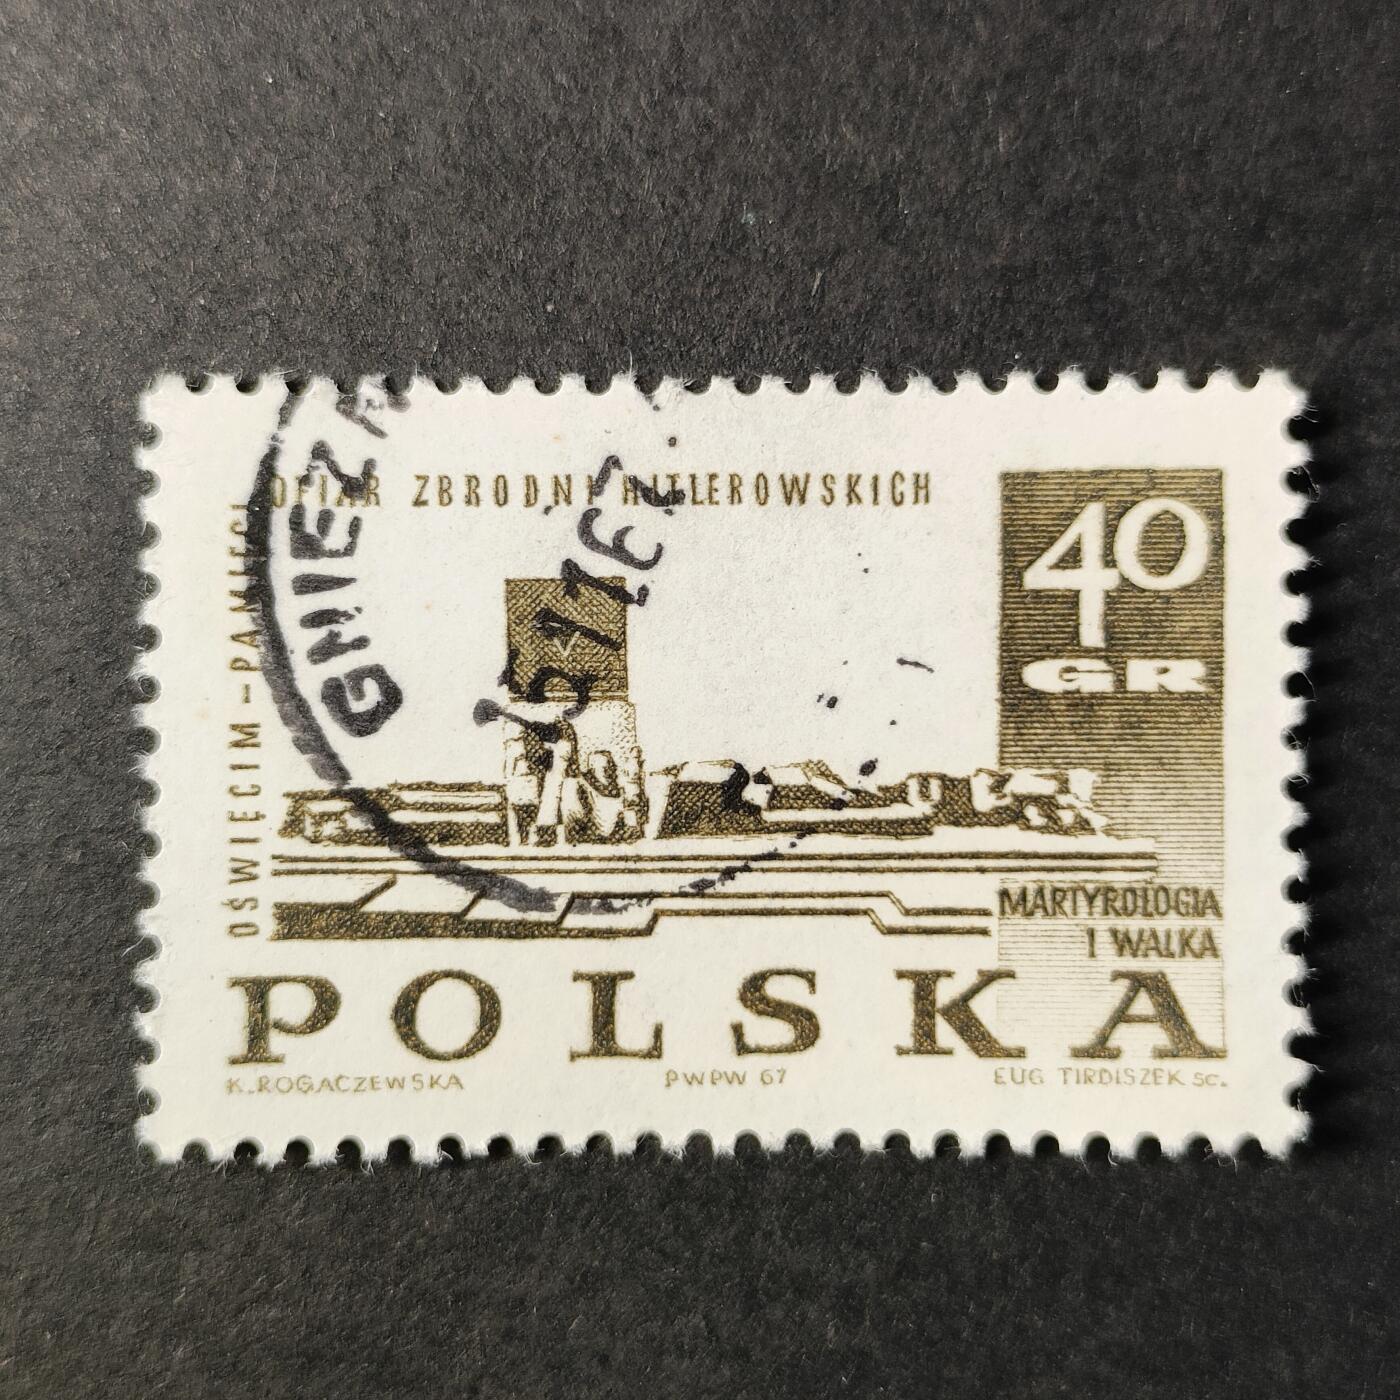 OŚWIĘCIM – PAMIĘCI
OFIAR ZBRODNI HITLEROWSKICH
40
GR
MARTYROLOGIA
I WALKA
POLSKA
K. ROGACZEWSKA
PWPW 67
EUG TIRDISZEK SC.